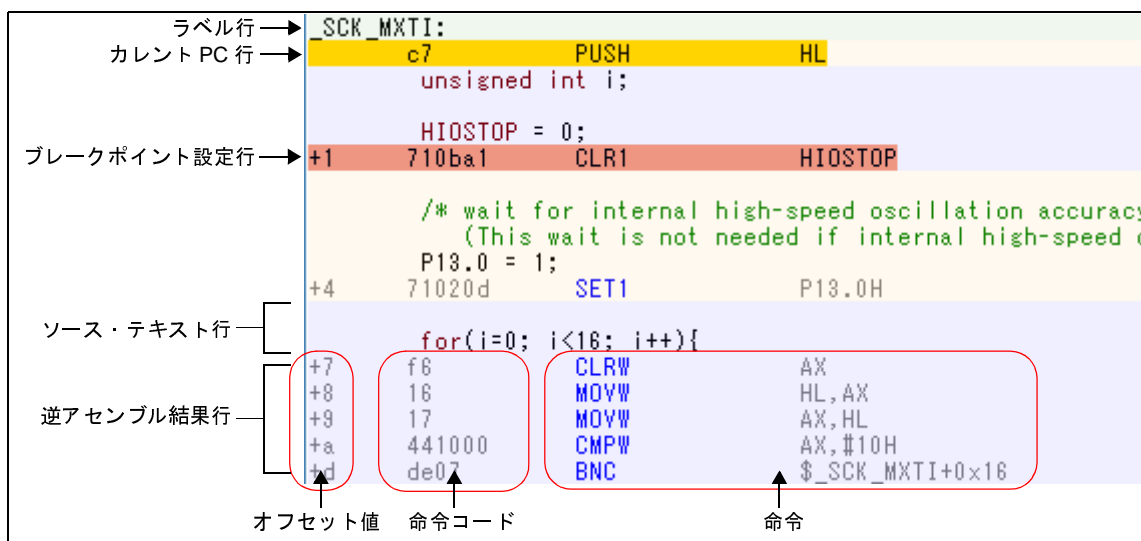 ラベル行 _SCK_MXTI:
カレント PC 行 c7 PUSH HL
unsigned int i;
HIOSTOP = 0;
ブレークポイント設定行 +1 710ba1 CLR1 HIOSTOP
/* wait for internal high-speed oscillation accuracy
(This wait is not needed if internal high-speed
P13.0 = 1;
+4 71020d SET1 P13.0H
ソース・テキスト行
for(i=0; i<16; i++){
+7 f6 CLRW AX
+8 16 MOVW HL,AX
逆アセンブル結果行 +9 17 MOVW AX,HL
+a 441000 CMPW AX,#10H
+d de07 BNC $_SCK_MXTI+0x16
オフセット値 命令コード 命令